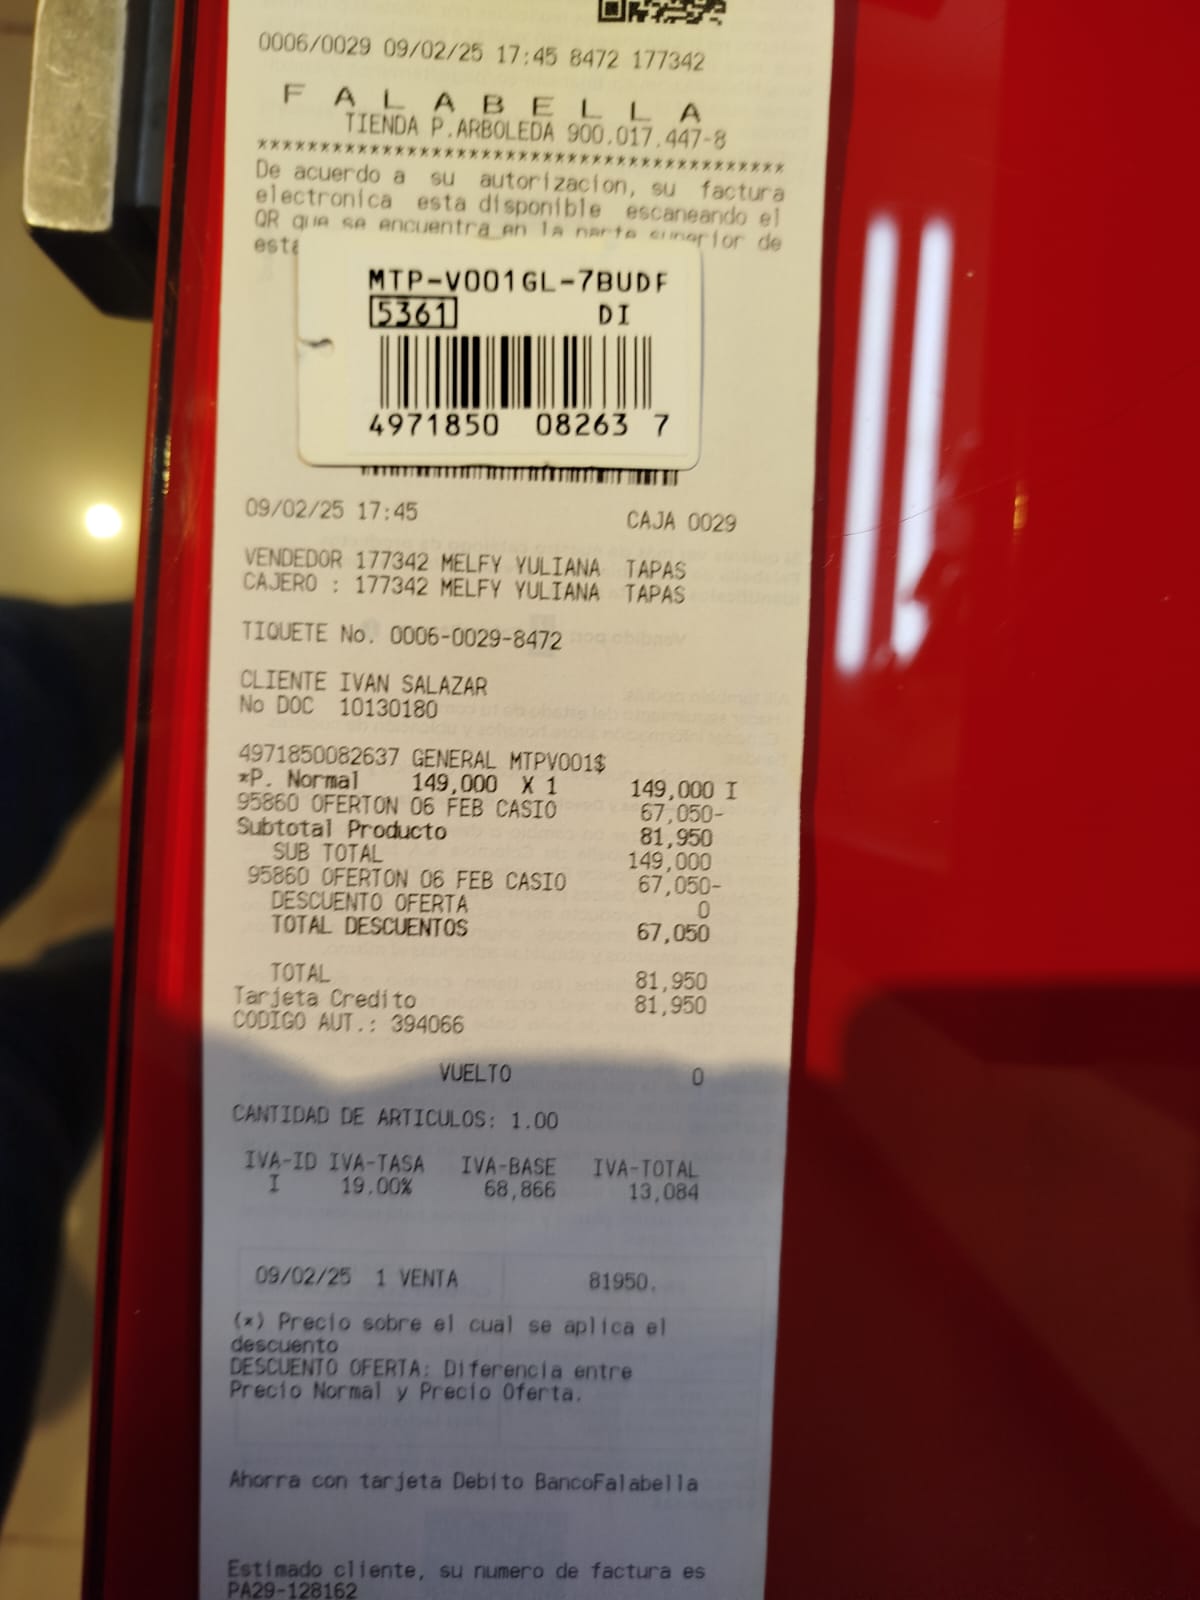 0006/0029 09/02/25 17:45 8472 177342
F A L A B E L L A
TIENDA P.ARBOLEDA 900.017.447-8
******************************************
De acuerdo a su autorizacion, su factura
electronica esta disponible escaneando el
QR que se encuentra en la parte superior de
esta
MTP-V001GL-7BUDF
5361 DI
4971850 08263 7
09/02/25 17:45 CAJA 0029
VENDEDOR 177342 MELFY YULIANA TAPAS
CAJERO : 177342 MELFY YULIANA TAPAS
TIQUETE No. 0006-0029-8472
CLIENTE IVAN SALAZAR
No DOC 10130180
4971850082637 GENERAL MTPV001$
*P. Normal 149,000 X 1 149,000 I
95860 OFERTON 06 FEB CASIO 67,050-
Subtotal Producto 81,950
SUB TOTAL 149,000
95860 OFERTON 06 FEB CASIO 67,050-
DESCUENTO OFERTA 0
TOTAL DESCUENTOS 67,050
TOTAL 81,950
Tarjeta Credito 81,950
CODIGO AUT.: 394066
VUELTO 0
CANTIDAD DE ARTICULOS: 1.00
IVA-ID IVA-TASA IVA-BASE IVA-TOTAL
I 19.00% 68,866 13,084
09/02/25 1 VENTA 81950.
(*) Precio sobre el cual se aplica el
descuento
DESCUENTO OFERTA: Diferencia entre
Precio Normal y Precio Oferta.
Ahorra con tarjeta Debito BancoFalabella
Estimado cliente, su numero de factura es
PA29-128162